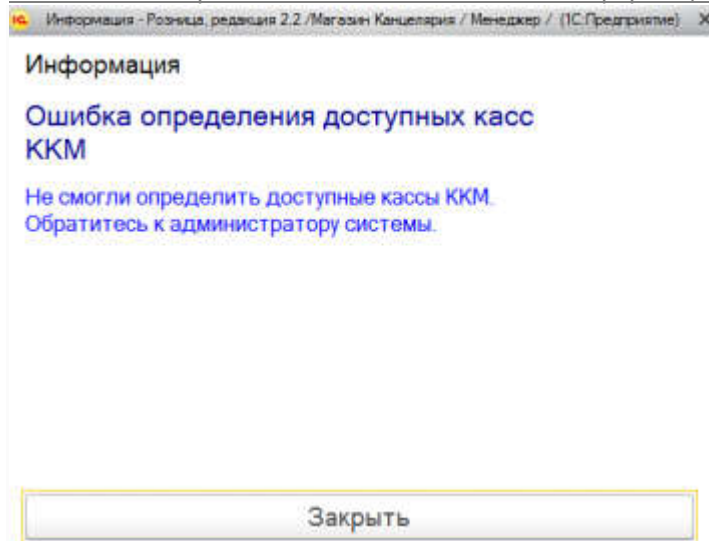 Информация - Розница, редакция 2.2 /Магазин Канцелярия / Менеджер / (1С:Предприятие)
Информация
Ошибка определения доступных касс
ККМ
Не смогли определить доступные кассы ККМ.
Обратитесь к администратору системы.
Закрыть